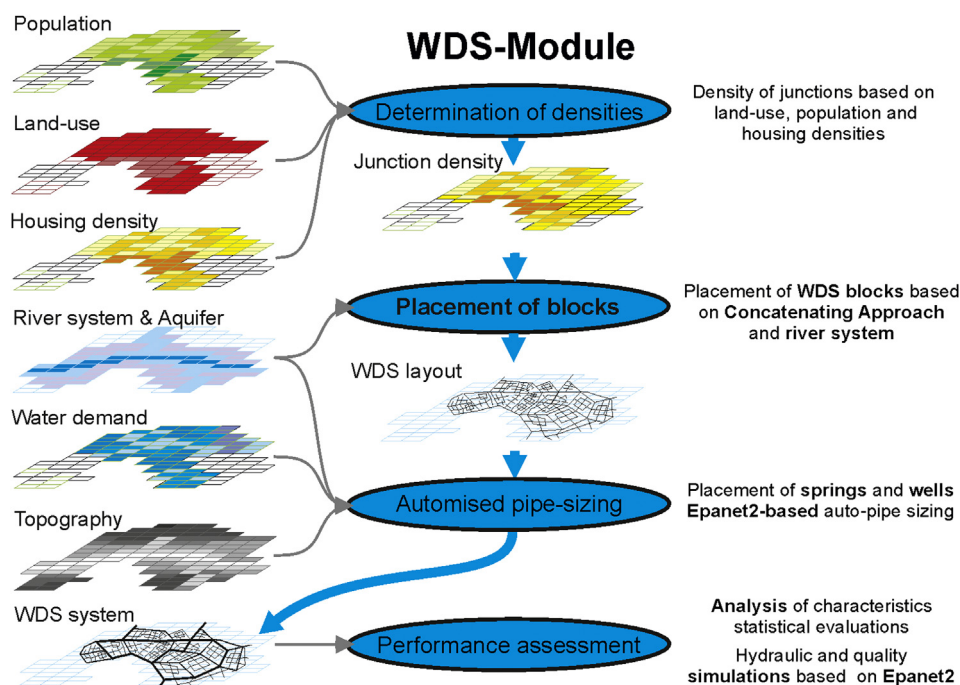 Population
WDS-Module
Determination of densities
Density of junctions based on
land-use, population and
housing densities
Land-use
Junction density
Housing density
River system & Aquifer
Placement of blocks
Placement of WDS blocks based
on Concatenating Approach
and river system
WDS layout
Water demand
Automised pipe-sizing
Placement of springs and wells
Epanet2-based auto-pipe sizing
Topography
WDS system
Performance assessment
Analysis of characteristics
statistical evaluations
Hydraulic and quality
simulations based on Epanet2